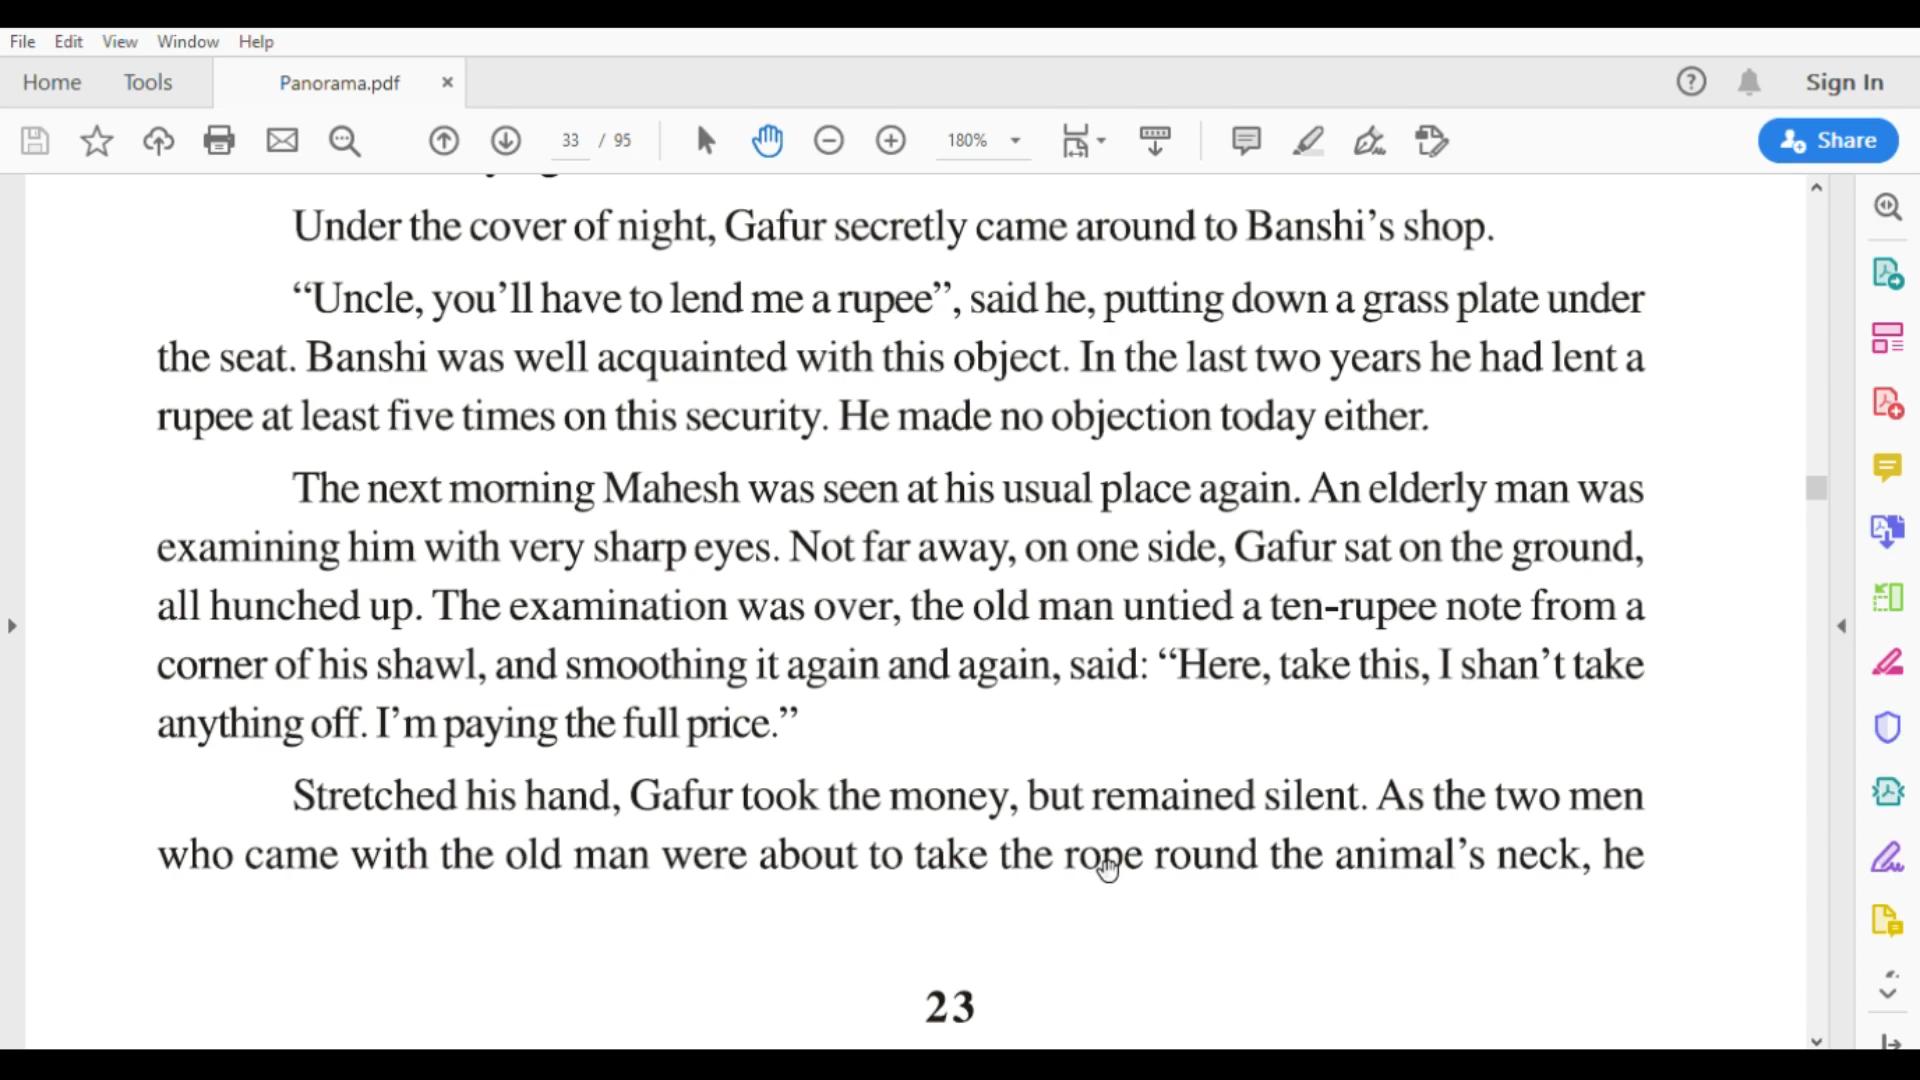 File Edit View Window Help
Home Tools Panorama.pdf × Sign In
33 / 95 180% Share
Under the cover of night, Gafur secretly came around to Banshi’s shop.
“Uncle, you’ll have to lend me a rupee”, said he, putting down a grass plate under
the seat. Banshi was well acquainted with this object. In the last two years he had lent a
rupee at least five times on this security. He made no objection today either.
The next morning Mahesh was seen at his usual place again. An elderly man was
examining him with very sharp eyes. Not far away, on one side, Gafur sat on the ground,
all hunched up. The examination was over, the old man untied a ten-rupee note from a
corner of his shawl, and smoothing it again and again, said: “Here, take this, I shan’t take
anything off. I’m paying the full price.”
Stretched his hand, Gafur took the money, but remained silent. As the two men
who came with the old man were about to take the rope round the animal’s neck, he
23